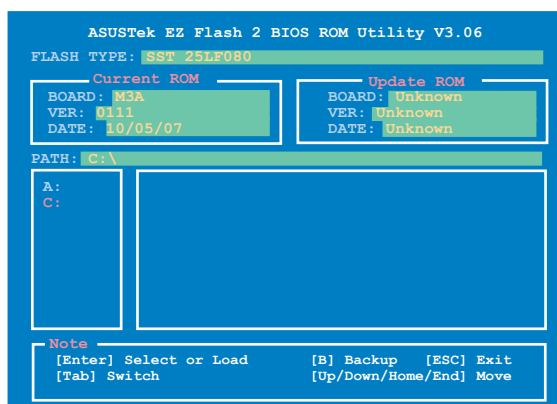 ASUSTek EZ Flash 2 BIOS ROM Utility V3.06
FLASH TYPE: SST 25LF080
Current ROM
BOARD: M3A
VER: 0111
DATE: 10/05/07
Update ROM
BOARD: Unknown
VER: Unknown
DATE: Unknown
PATH: C:\
A:
C:
Note
[Enter] Select or Load [B] Backup [ESC] Exit
[Tab] Switch [Up/Down/Home/End] Move